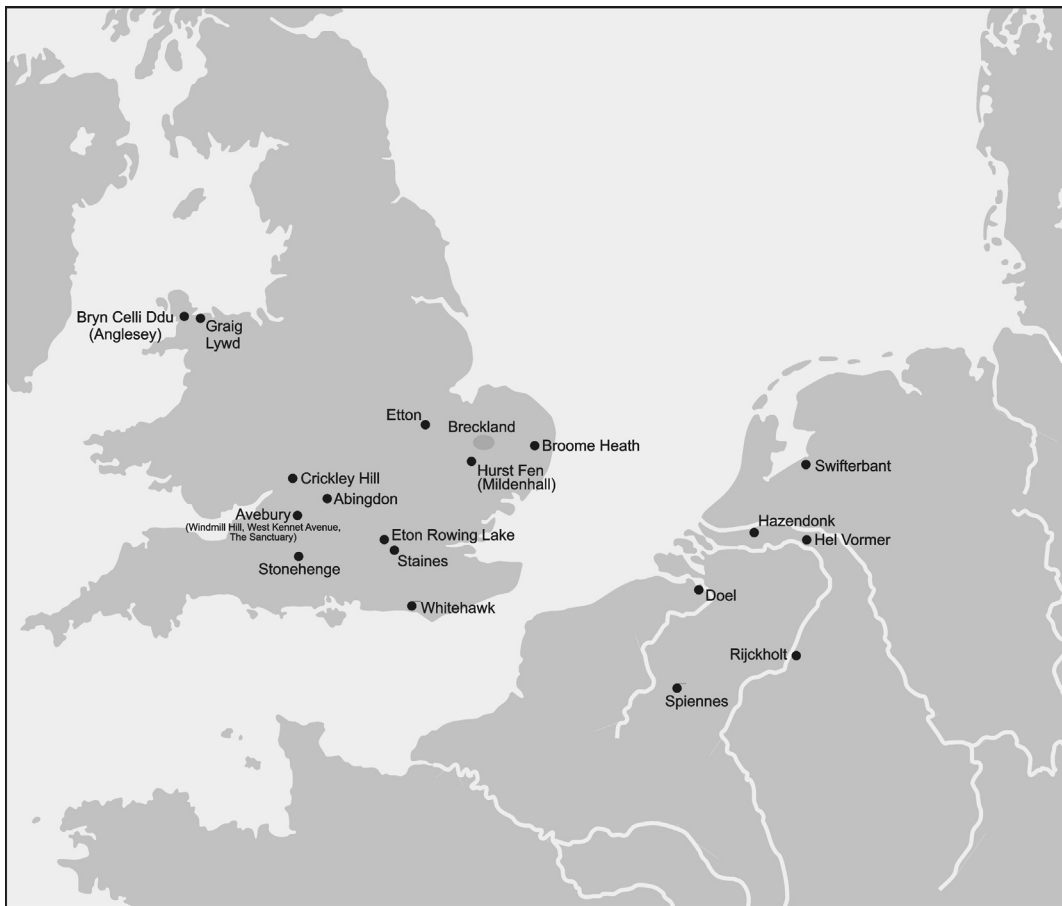 Bryn Celli Ddu
(Anglesey)
Graig
Lywd
Etton
Breckland
Broome Heath
Hurst Fen
(Mildenhall)
Crickley Hill
Abingdon
Avebury
(Windmill Hill, West Kennet Avenue,
The Sanctuary)
Eton Rowing Lake
Staines
Stonehenge
Whitehawk
Swifterbant
Hazendonk
Hel Vormer
Doel
Rijckholt
Spiennes